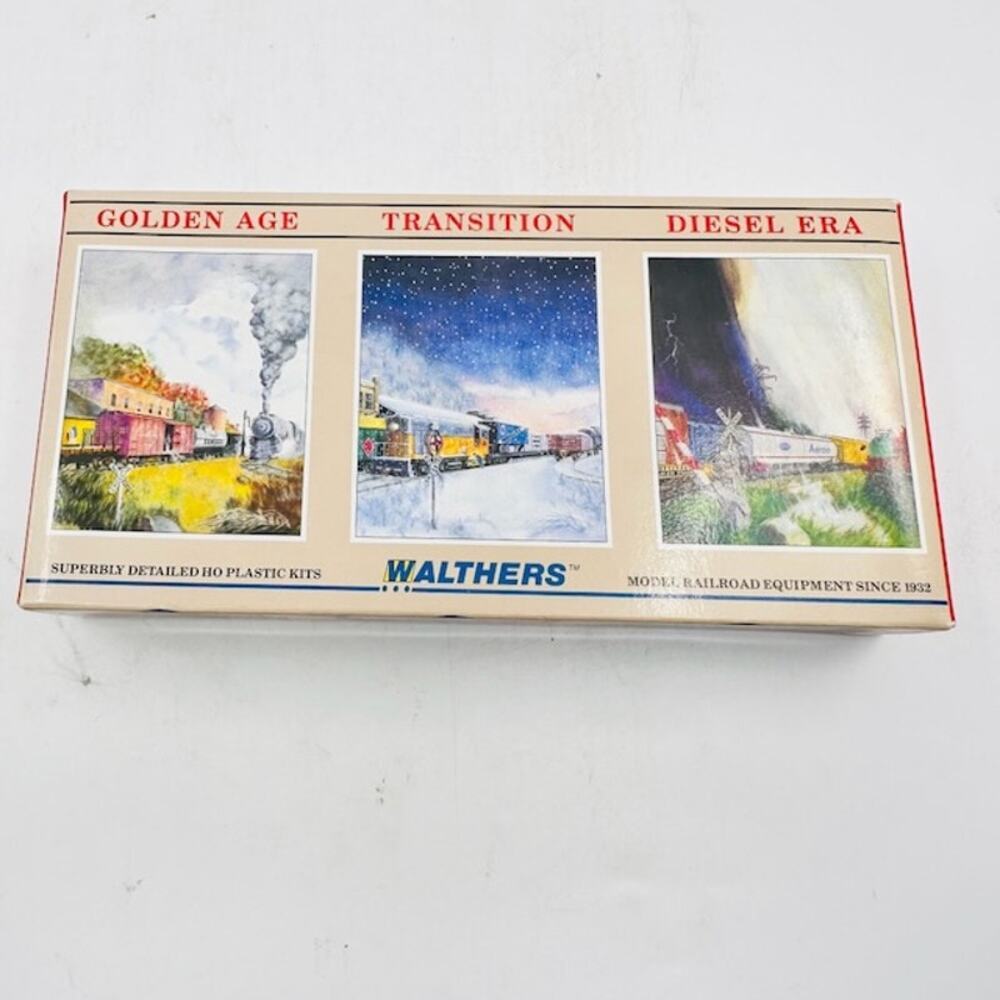 GOLDEN AGE
TRANSITION
DIESEL ERA
SUPERBLY DETAILED HO PLASTIC KITS
WALTHERS™
MODEL RAILROAD EQUIPMENT SINCE 1932